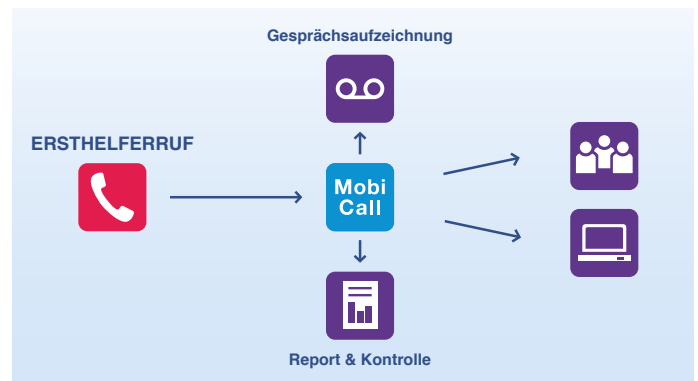 Gesprächsaufzeichnung
ERSTHELFERRUF
Mobi
Call
Report & Kontrolle